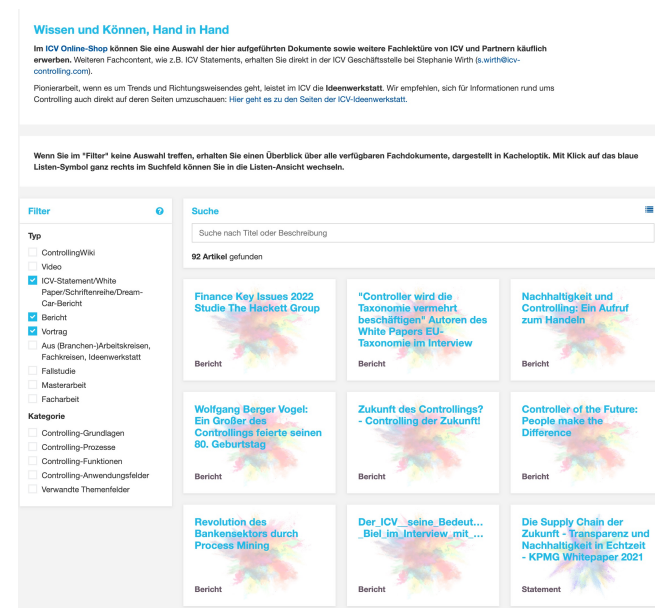 Wissen und Können, Hand in Hand
Im ICV Online-Shop können Sie eine Auswahl der hier aufgeführten Dokumente sowie weitere Fachlektüre von ICV und Partnern käuflich
erwerben. Weiteren Fachcontent, wie z.B. ICV Statements, erhalten Sie direkt in der ICV Geschäftsstelle bei Stephanie Wirth (s.wirth@icv-
controlling.com).
Pionierarbeit, wenn es um Trends und Richtungsweisendes geht, leistet im ICV die Ideenwerkstatt. Wir empfehlen, sich für Informationen rund ums
Controlling auch direkt auf deren Seiten umzuschauen: Hier geht es zu den Seiten der ICV-Ideenwerkstatt.
Wenn Sie im "Filter" keine Auswahl treffen, erhalten Sie einen Überblick über alle verfügbaren Fachdokumente, dargestellt in Kacheloptik. Mit Klick auf das blaue
Listen-Symbol ganz rechts im Suchfeld können Sie in die Listen-Ansicht wechseln.
Filter
Typ
ControllingWiki
Video
ICV-Statement/White
Paper/Schriftenreihe/Dream-
Car-Bericht
Bericht
Vortrag
Aus (Branchen-)Arbeitskreisen,
Fachkreisen, Ideenwerkstatt
Fallstudie
Masterarbeit
Facharbeit
Kategorie
Controlling-Grundlagen
Controlling-Prozesse
Controlling-Funktionen
Controlling-Anwendungsfelder
Verwandte Themenfelder
Suche
Suche nach Titel oder Beschreibung
92 Artikel gefunden
Finance Key Issues 2022
Studie The Hackett Group
Bericht
"Controller wird die
Taxonomie vermehrt
beschäftigen" Autoren des
White Papers EU-
Taxonomie im Interview
Bericht
Nachhaltigkeit und
Controlling: Ein Aufruf
zum Handeln
Bericht
Wolfgang Berger Vogel:
Ein Großer des
Controllings feierte seinen
80. Geburtstag
Bericht
Zukunft des Controllings?
- Controlling der Zukunft!
Bericht
Controller of the Future:
People make the
Difference
Bericht
Revolution des
Bankensektors durch
Process Mining
Bericht
Der_ICV__seine_Bedeut...
_Biel_im_Interview_mit_...
Bericht
Die Supply Chain der
Zukunft - Transparenz und
Nachhaltigkeit in Echtzeit
- KPMG Whitepaper 2021
Statement